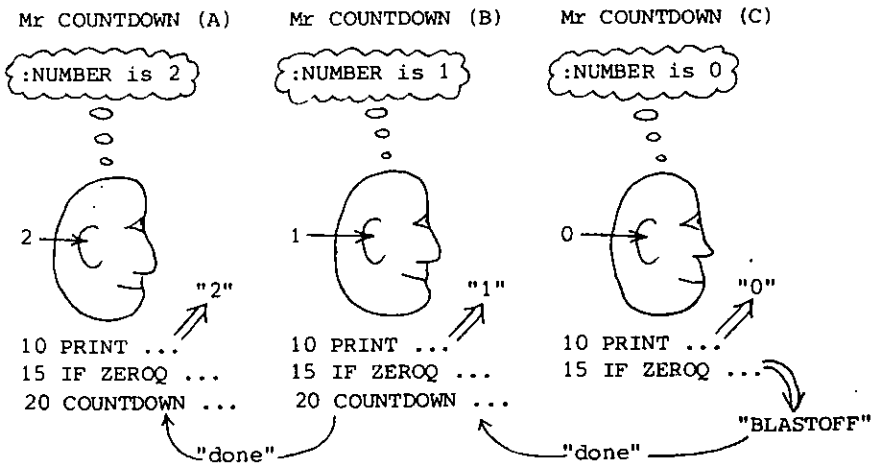 Mr COUNTDOWN (A)
Mr COUNTDOWN (B)
Mr COUNTDOWN (C)
:NUMBER is 2
:NUMBER is 1
:NUMBER is 0
2
1
0
"2"
"1"
"0"
10 PRINT ...
15 IF ZEROQ ...
20 COUNTDOWN ...
10 PRINT ...
15 IF ZEROQ ...
20 COUNTDOWN ...
10 PRINT ...
15 IF ZEROQ ...
"BLASTOFF"
"done"
"done"